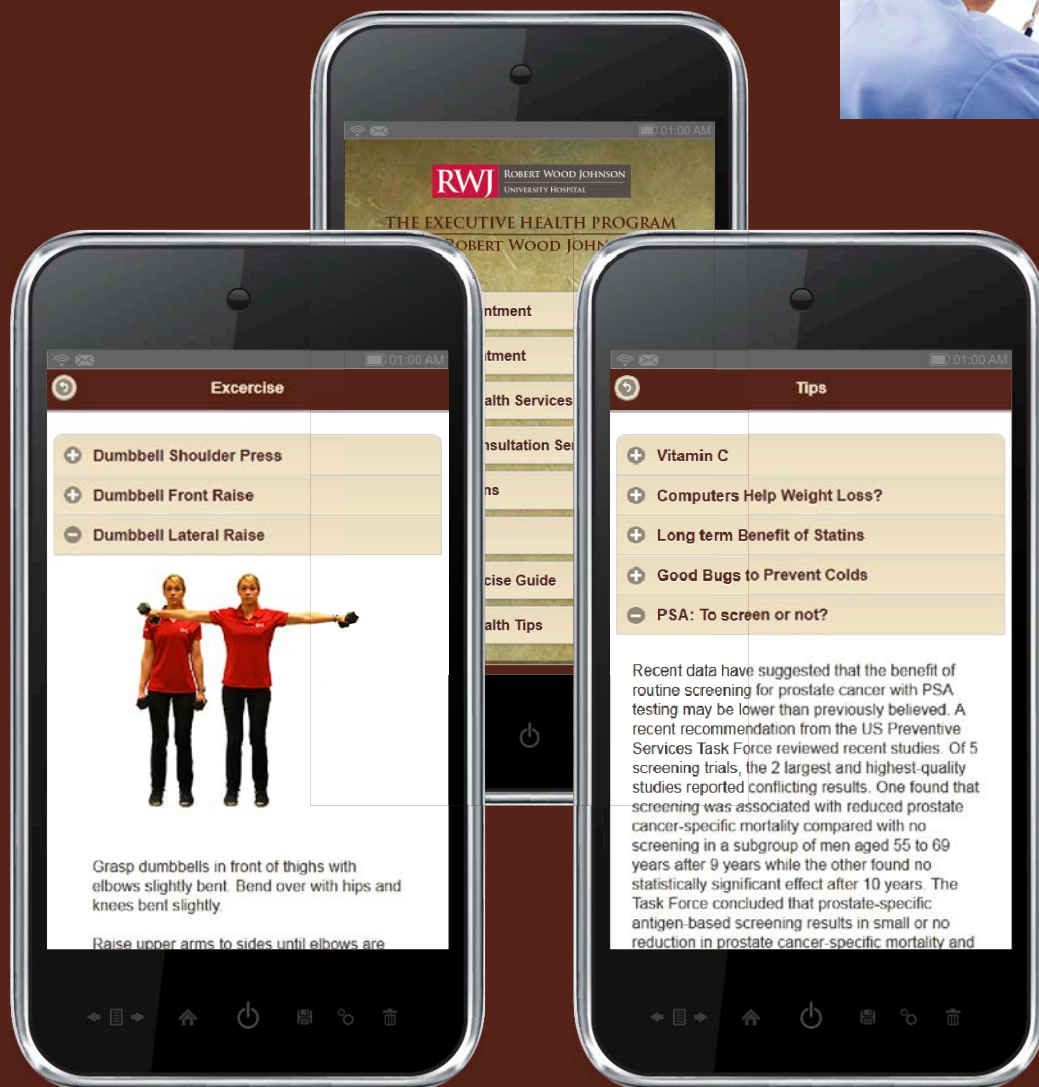 01:00 AM
RWJ
ROBERT WOOD JOHNSON
UNIVERSITY HOSPITAL
THE EXECUTIVE HEALTH PROGRAM
ROBERT WOOD
Services
cise Guide
Tips
01:00 AM
Excercise
Dumbbell Shoulder Press
Dumbbell Front Raise
Dumbbell Lateral Raise
Grasp dumbbells in front of thighs with
elbows slightly bent. Bend over with hips and
knees bent slightly.
Raise upper arms to sides until elbows are
01:00 AM
Tips
Vitamin C
Computers Help Weight Loss?
Long term Benefit of Statins
Good Bugs to Prevent Colds
PSA: To screen or not?
Recent data have suggested that the benefit of
routine screening for prostate cancer with PSA
testing may be lower than previously believed. A
recent recommendation from the US Preventive
Services Task Force reviewed recent studies. Of 5
screening trials, the 2 largest and highest-quality
studies reported conflicting results. One found that
screening was associated with reduced prostate
cancer-specific mortality compared with no
screening in a subgroup of men aged 55 to 69
years after 9 years while the other found no
statistically significant effect after 10 years. The
Task Force concluded that prostate-specific
antigen-based screening results in small or no
reduction in prostate cancer-specific mortality and